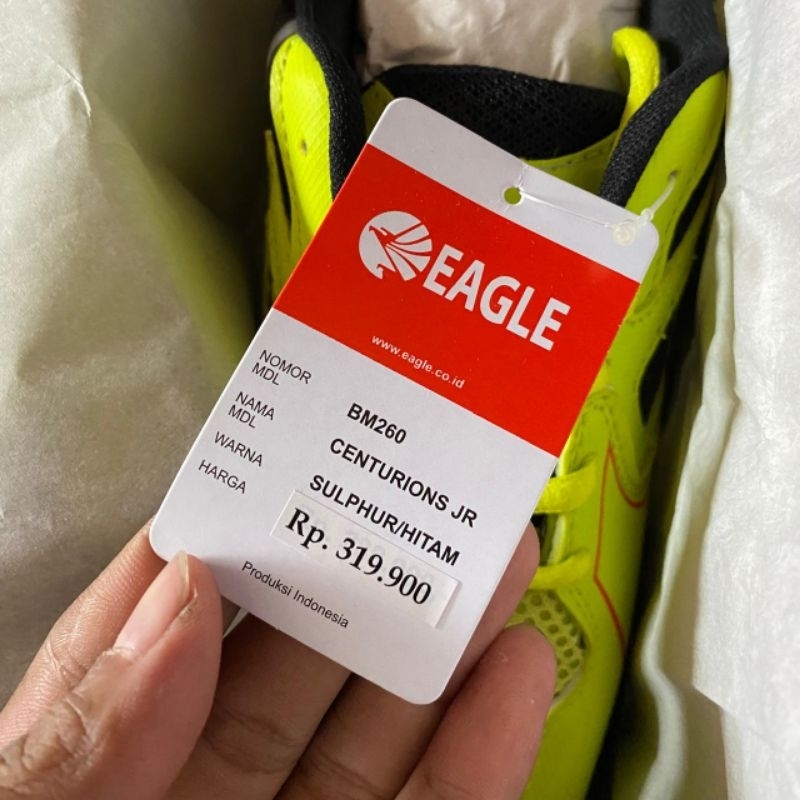 EAGLE
www.eagle.co.id
NOMOR MDL BM260
NAMA MDL CENTURIONS JR
WARNA SULPHUR/HITAM
HARGA Rp. 319.900
Produksi Indonesia